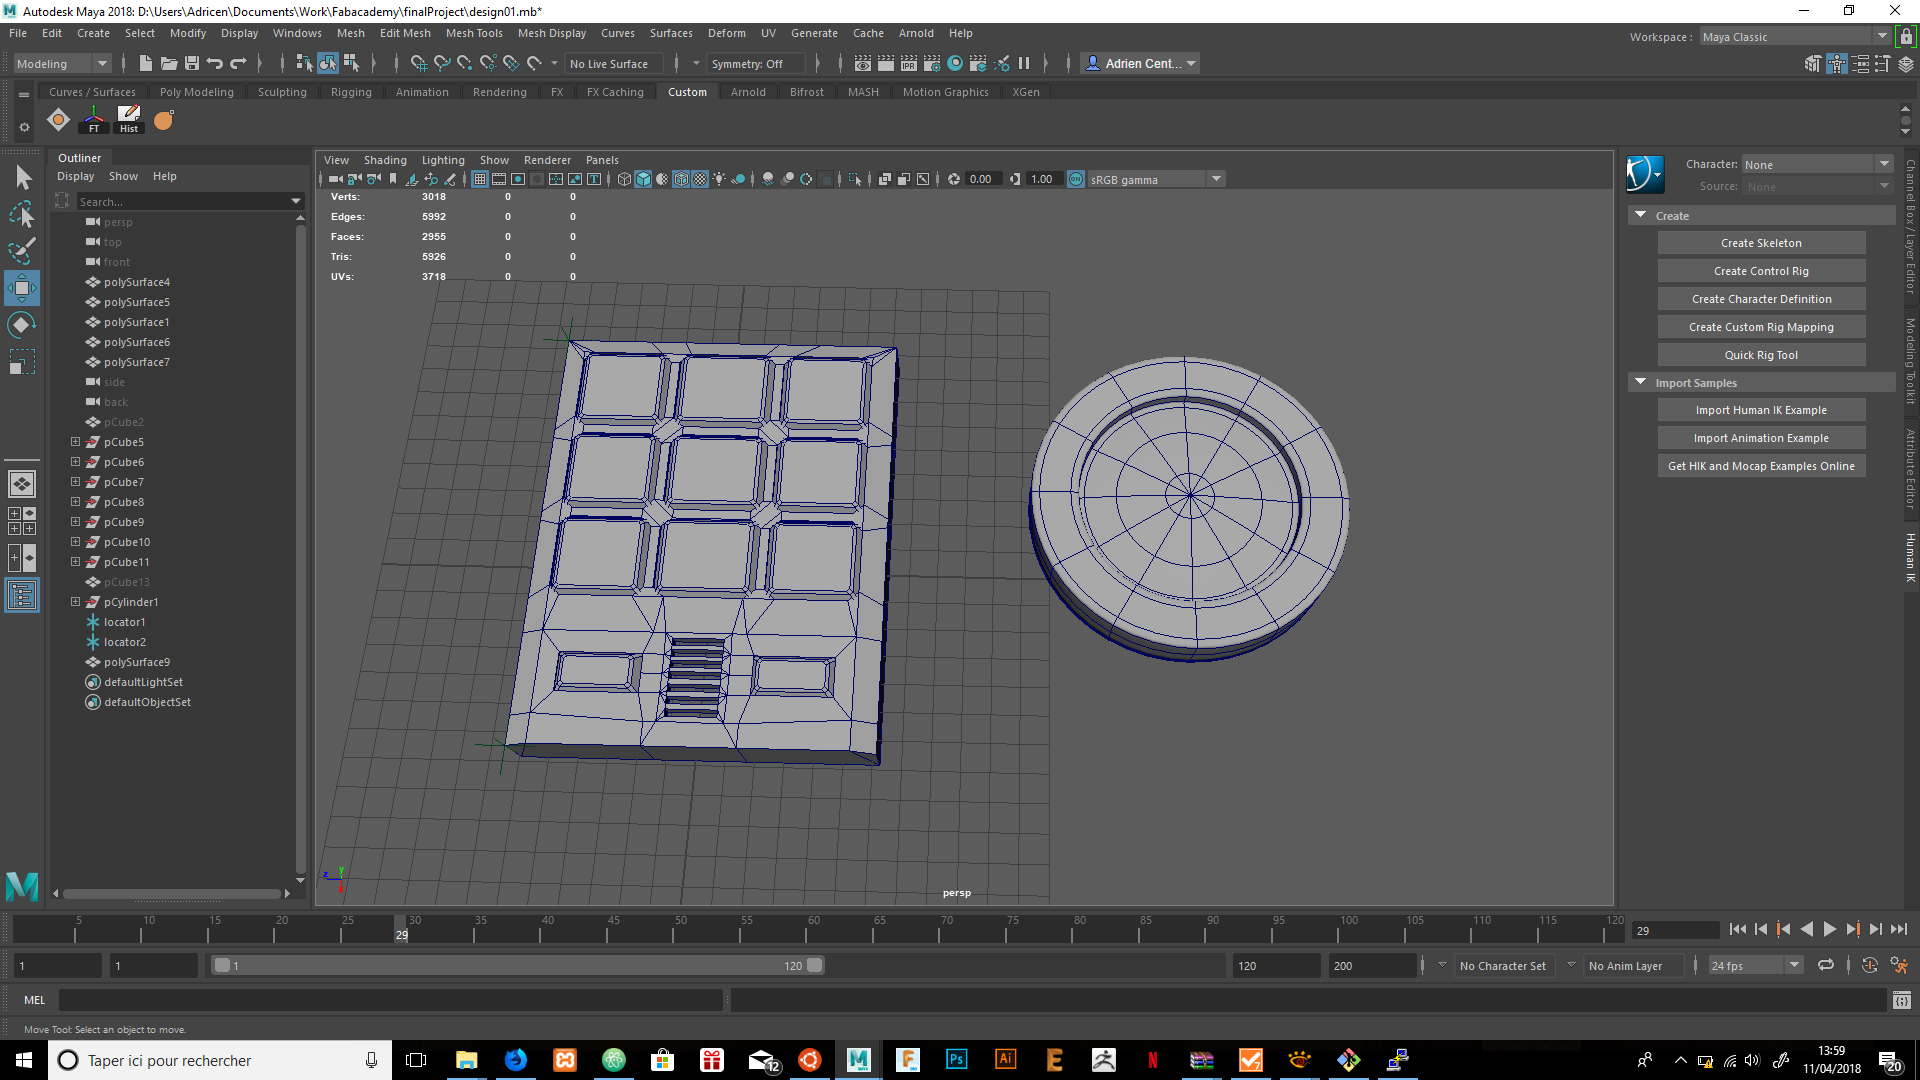 Autodesk Maya 2018: D:\Users\Adricen\Documents\Work\Fabacademy\finalProject\design01.mb*
File Edit Create Select Modify Display Windows Mesh Edit Mesh Mesh Tools Mesh Display Curves Surfaces Deform UV Generate Cache Arnold Help
Workspace : Maya Classic
Modeling No Live Surface Symmetry: Off IPR Adrien Cent...
Curves / Surfaces Poly Modeling Sculpting Rigging Animation Rendering FX FX Caching Custom Arnold Bifrost MASH Motion Graphics XGen
FT Hist
Outliner
Display Show Help
Search...
persp
top
front
polySurface4
polySurface5
polySurface1
polySurface6
polySurface7
side
back
pCube2
pCube5
pCube6
pCube7
pCube8
pCube9
pCube10
pCube11
pCube13
pCylinder1
locator1
locator2
polySurface9
defaultLightSet
defaultObjectSet
View Shading Lighting Show Renderer Panels
0.00 1.00 ON sRGB gamma
Verts: 3018 0 0
Edges: 5992 0 0
Faces: 2955 0 0
Tris: 5926 0 0
UVs: 3718 0 0
z y
persp
Character: None
Source: None
Create
Create Skeleton
Create Control Rig
Create Character Definition
Create Custom Rig Mapping
Quick Rig Tool
Import Samples
Import Human IK Example
Import Animation Example
Get HIK and Mocap Examples Online
Channel Box / Layer Editor
Modeling Toolkit
Attribute Editor
Human IK
5 10 15 20 25 30 35 40 45 50 55 60 65 70 75 80 85 90 95 100 105 110 115 120
29 29
1 1 1 120 120 200 No Character Set No Anim Layer 24 fps
MEL
Move Tool: Select an object to move.
Taper ici pour rechercher
12
MAYA
F
Ps
Ai
E
N
13:59
11/04/2018
20